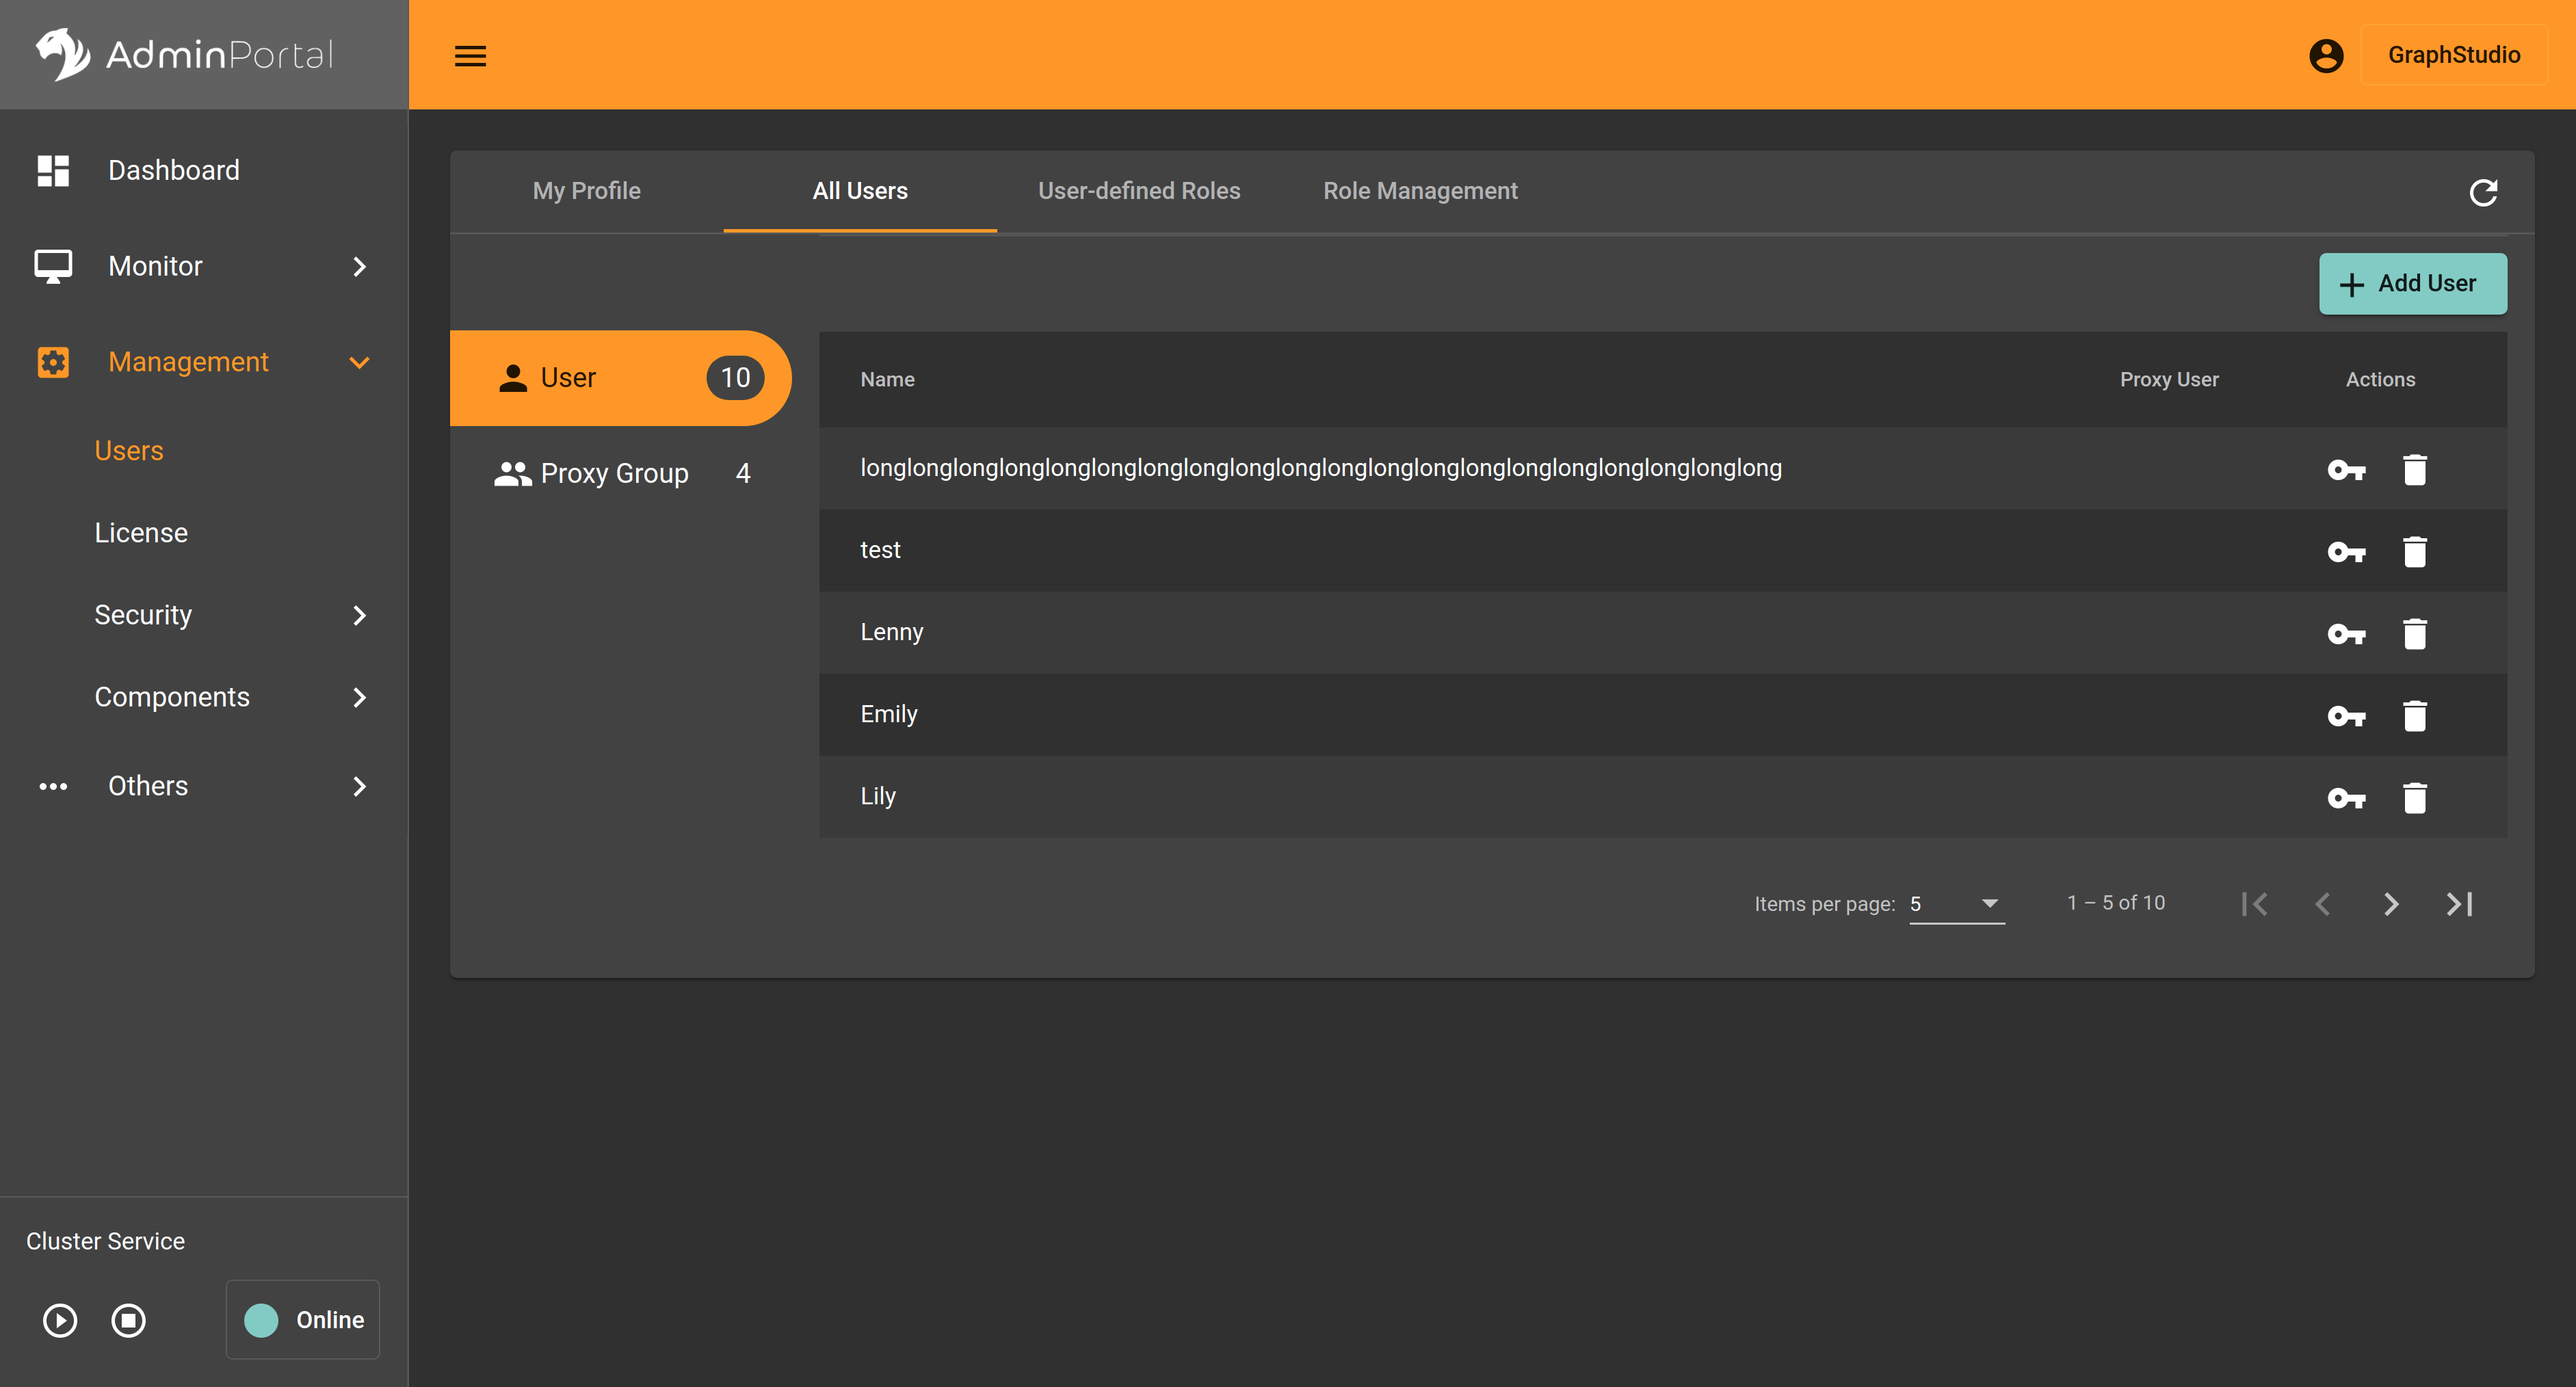 AdminPortal
GraphStudio
Dashboard
Monitor
Management
Users
License
Security
Components
Others
Cluster Service
Online
My Profile
All Users
User-defined Roles
Role Management
Add User
User 10
Proxy Group 4
Name Proxy User Actions
longlonglonglonglonglonglonglonglonglonglonglonglonglonglonglonglonglonglonglong
test
Lenny
Emily
Lily
Items per page: 5 1 – 5 of 10